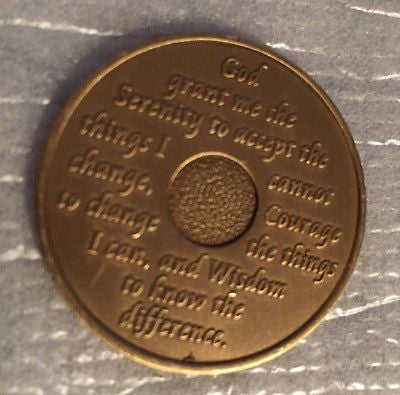 God
grant me the
Serenity to accept the
things I cannot
change, Courage
to change the things
I can, and Wisdom
to know the
difference.